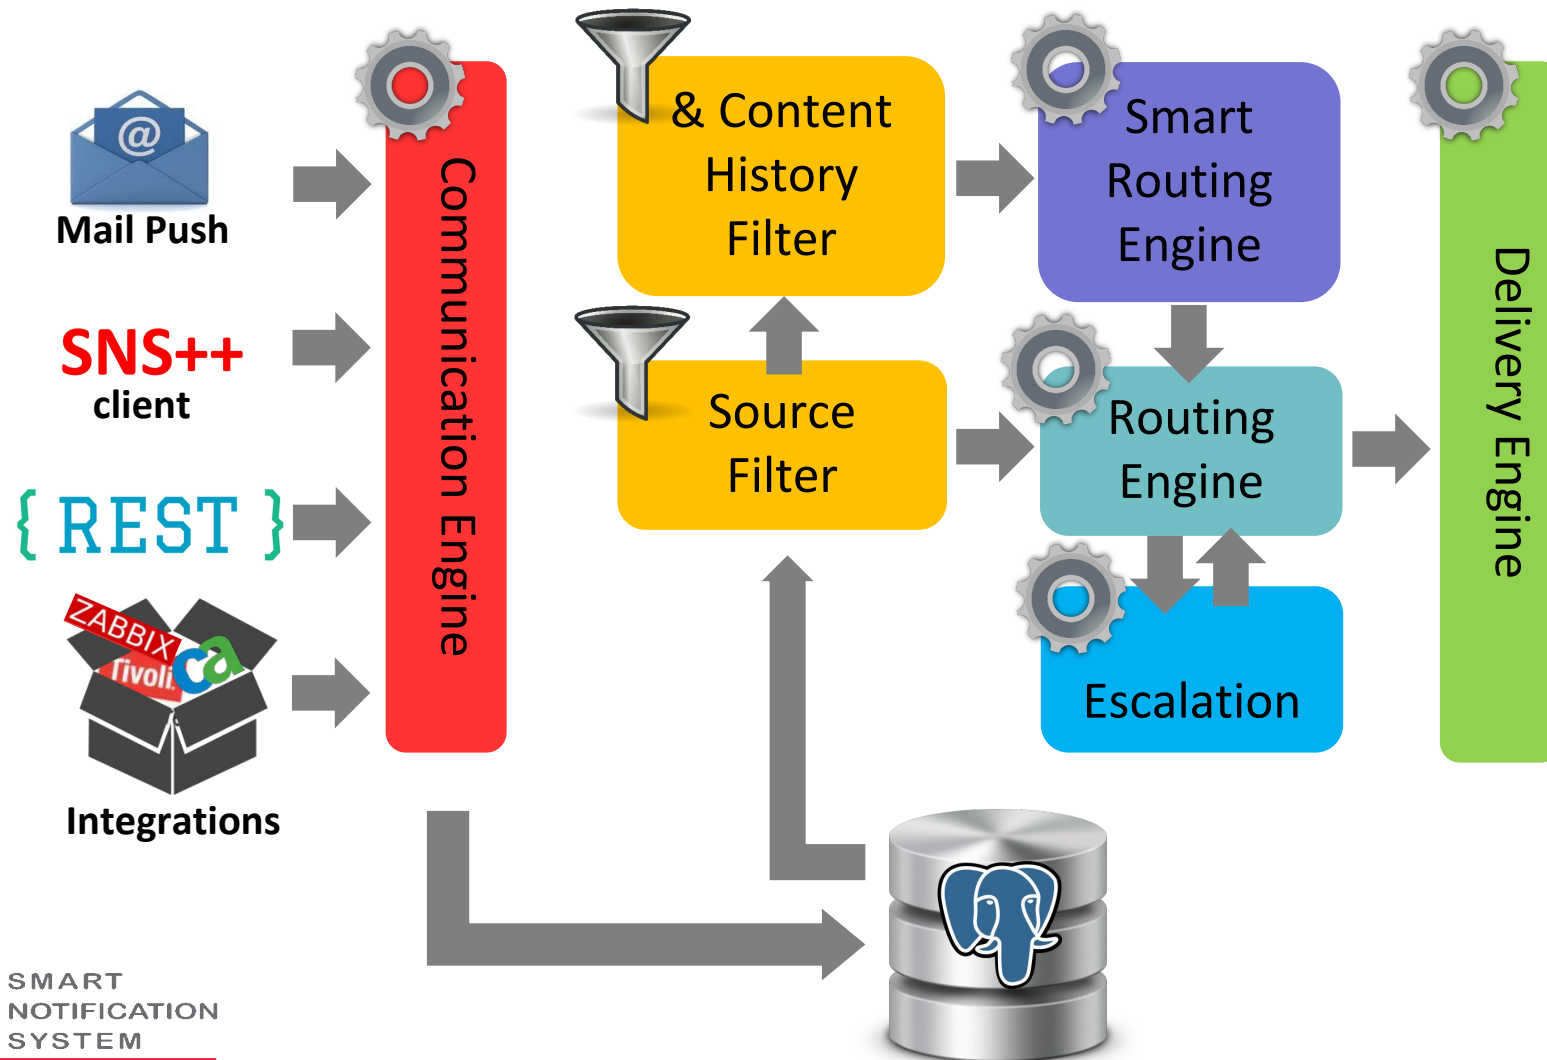 @
Mail Push
SNS++
client
{ REST }
ZABBIX
Tivoli
ca
Integrations
Communication Engine
& Content
History
Filter
Source
Filter
Smart
Routing
Engine
Routing
Engine
Escalation
Delivery Engine
SMART
NOTIFICATION
SYSTEM